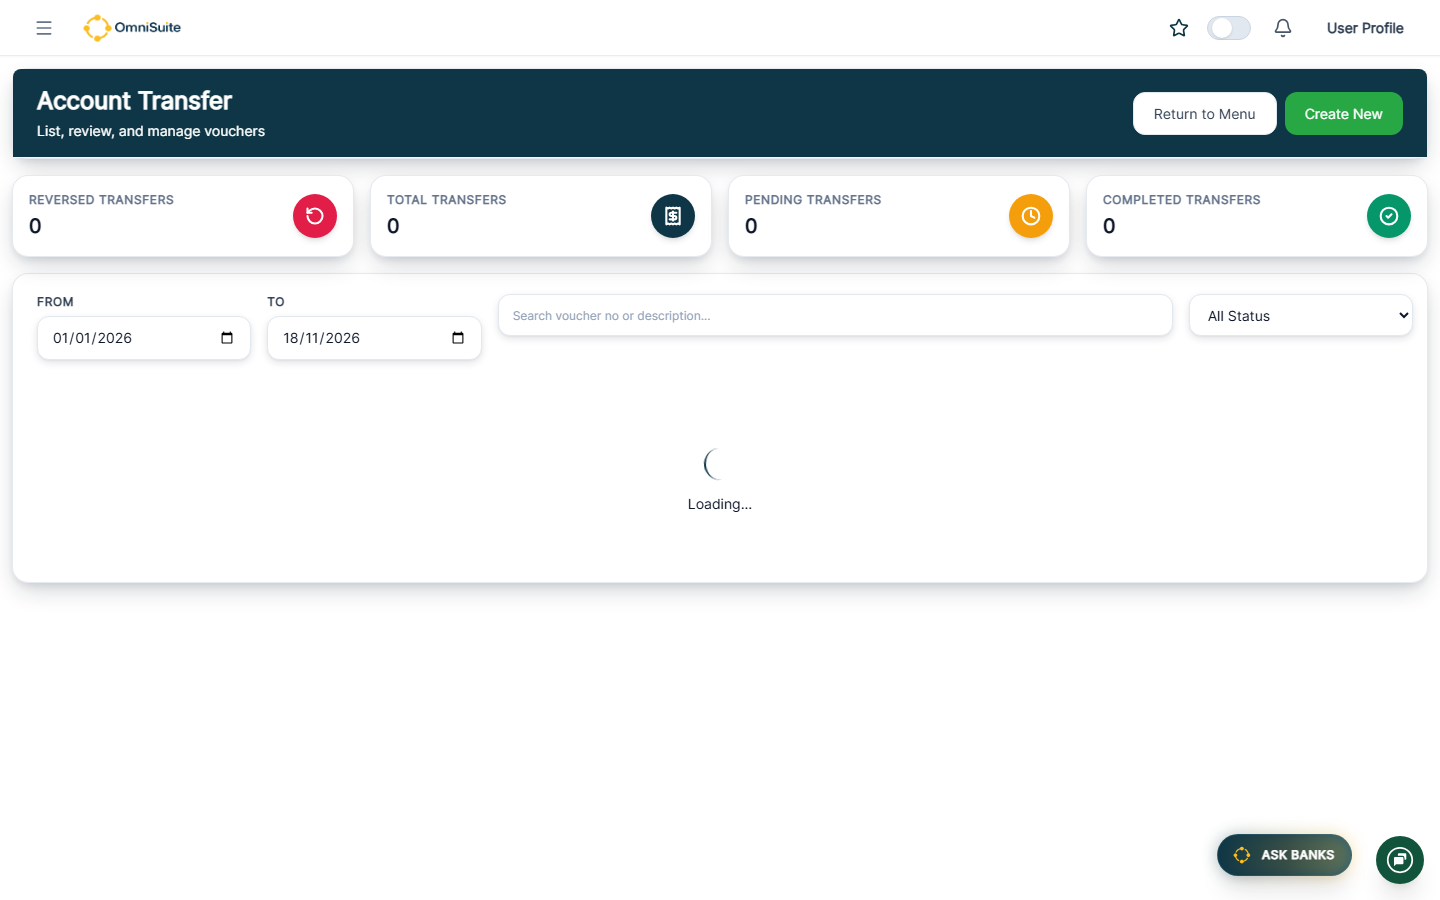 OmniSuite
User Profile
Account Transfer
List, review, and manage vouchers
Return to Menu
Create New
REVERSED TRANSFERS
0
TOTAL TRANSFERS
0
PENDING TRANSFERS
0
COMPLETED TRANSFERS
0
FROM
01/01/2026
TO
18/11/2026
Search voucher no or description...
All Status
Loading...
ASK BANKS